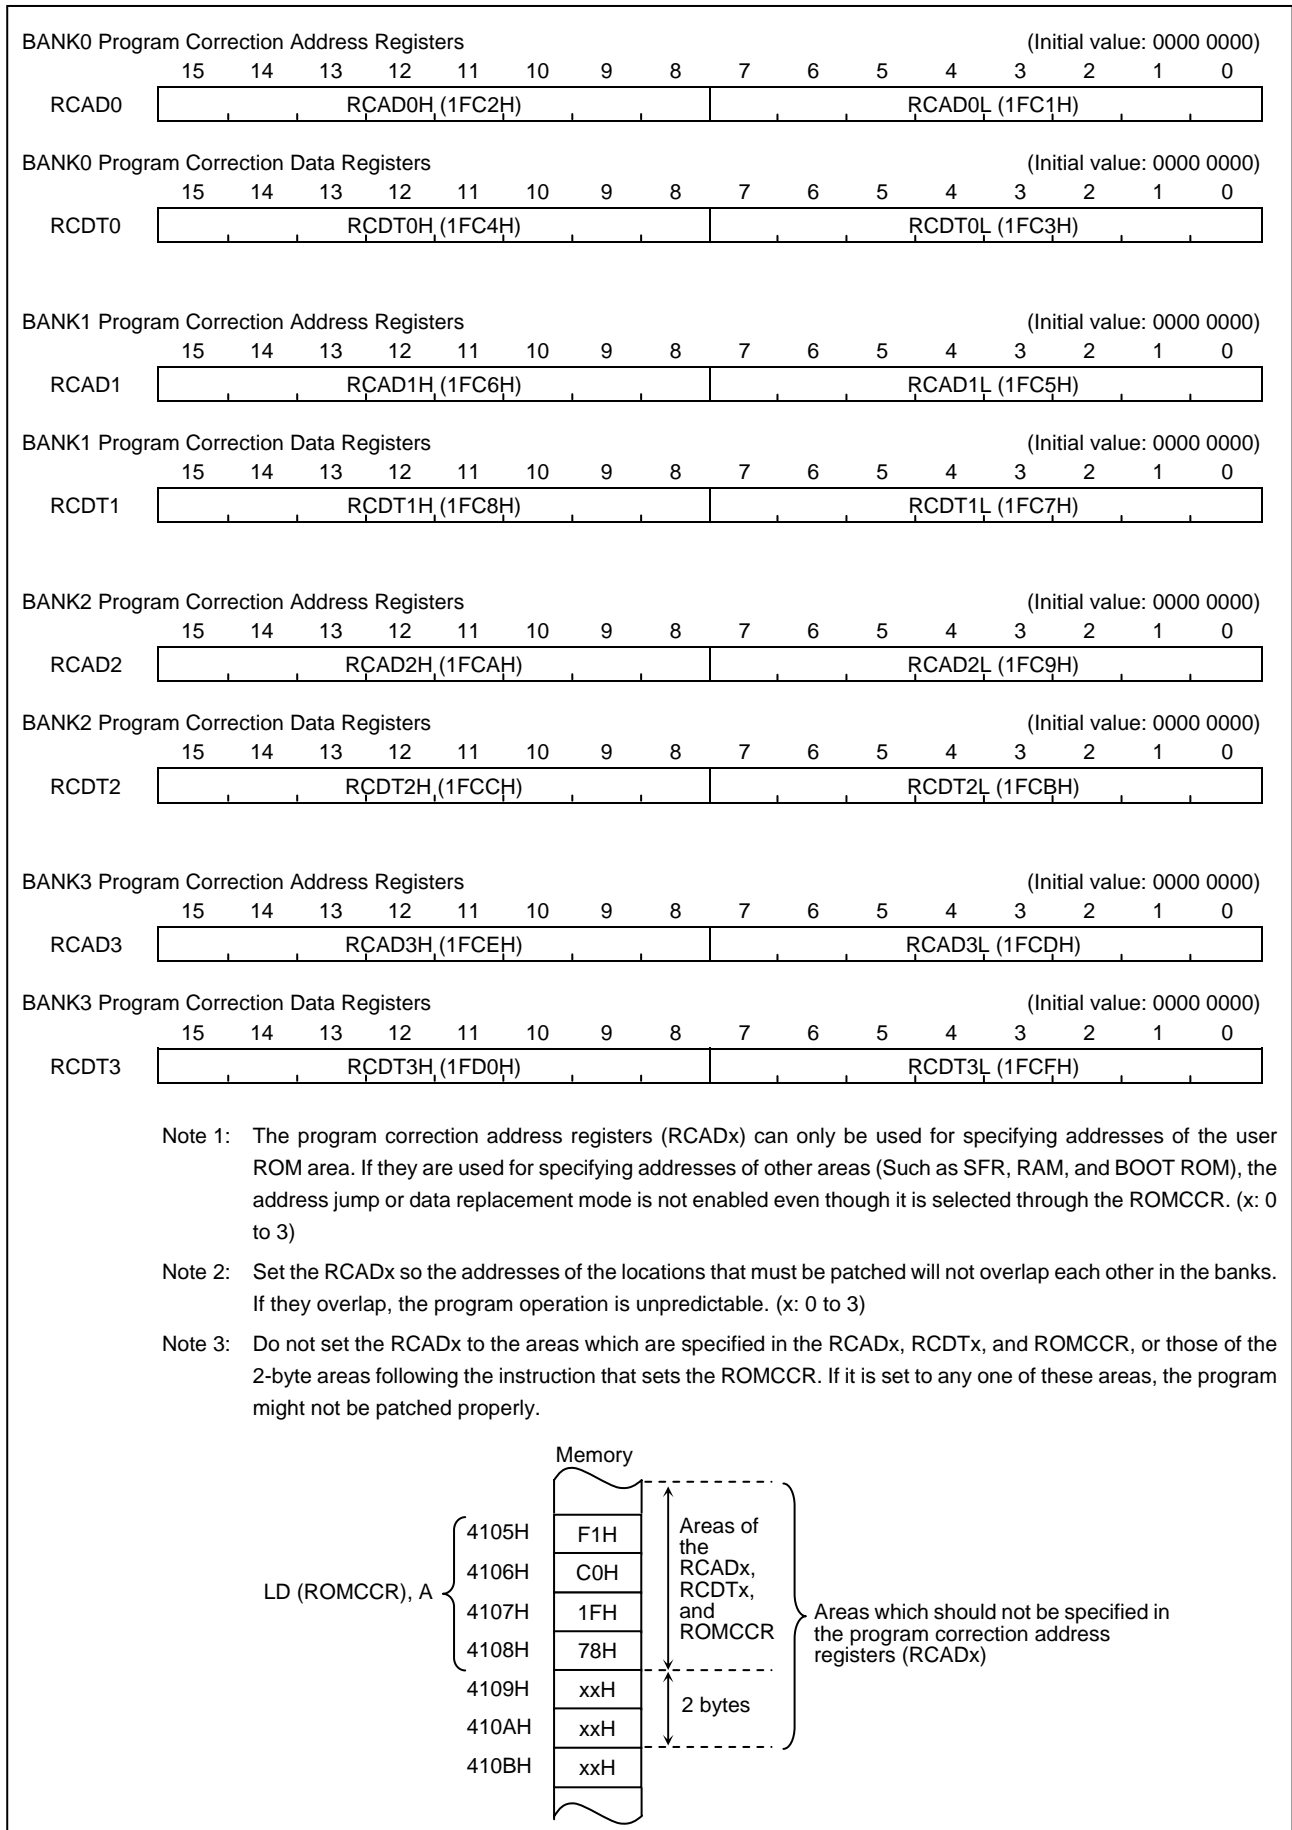 BANK0 Program Correction Address Registers (Initial value: 0000 0000)
15 14 13 12 11 10 9 8 7 6 5 4 3 2 1 0
RCAD0 RCAD0H (1FC2H) RCAD0L (1FC1H)
BANK0 Program Correction Data Registers (Initial value: 0000 0000)
15 14 13 12 11 10 9 8 7 6 5 4 3 2 1 0
RCDT0 RCDT0H (1FC4H) RCDT0L (1FC3H)
BANK1 Program Correction Address Registers (Initial value: 0000 0000)
15 14 13 12 11 10 9 8 7 6 5 4 3 2 1 0
RCAD1 RCAD1H (1FC6H) RCAD1L (1FC5H)
BANK1 Program Correction Data Registers (Initial value: 0000 0000)
15 14 13 12 11 10 9 8 7 6 5 4 3 2 1 0
RCDT1 RCDT1H (1FC8H) RCDT1L (1FC7H)
BANK2 Program Correction Address Registers (Initial value: 0000 0000)
15 14 13 12 11 10 9 8 7 6 5 4 3 2 1 0
RCAD2 RCAD2H (1FCAH) RCAD2L (1FC9H)
BANK2 Program Correction Data Registers (Initial value: 0000 0000)
15 14 13 12 11 10 9 8 7 6 5 4 3 2 1 0
RCDT2 RCDT2H (1FCCH) RCDT2L (1FCBH)
BANK3 Program Correction Address Registers (Initial value: 0000 0000)
15 14 13 12 11 10 9 8 7 6 5 4 3 2 1 0
RCAD3 RCAD3H (1FCEH) RCAD3L (1FCDH)
BANK3 Program Correction Data Registers (Initial value: 0000 0000)
15 14 13 12 11 10 9 8 7 6 5 4 3 2 1 0
RCDT3 RCDT3H (1FD0H) RCDT3L (1FCFH)
Note 1: The program correction address registers (RCADx) can only be used for specifying addresses of the user
ROM area. If they are used for specifying addresses of other areas (Such as SFR, RAM, and BOOT ROM), the
address jump or data replacement mode is not enabled even though it is selected through the ROMCCR. (x: 0
to 3)
Note 2: Set the RCADx so the addresses of the locations that must be patched will not overlap each other in the banks.
If they overlap, the program operation is unpredictable. (x: 0 to 3)
Note 3: Do not set the RCADx to the areas which are specified in the RCADx, RCDTx, and ROMCCR, or those of the
2-byte areas following the instruction that sets the ROMCCR. If it is set to any one of these areas, the program
might not be patched properly.
Memory
LD (ROMCCR), A
4105H F1H
4106H C0H
4107H 1FH
4108H 78H
4109H xxH
410AH xxH
410BH xxH
Areas of
the
RCADx,
RCDTx,
and
ROMCCR
2 bytes
Areas which should not be specified in
the program correction address
registers (RCADx)